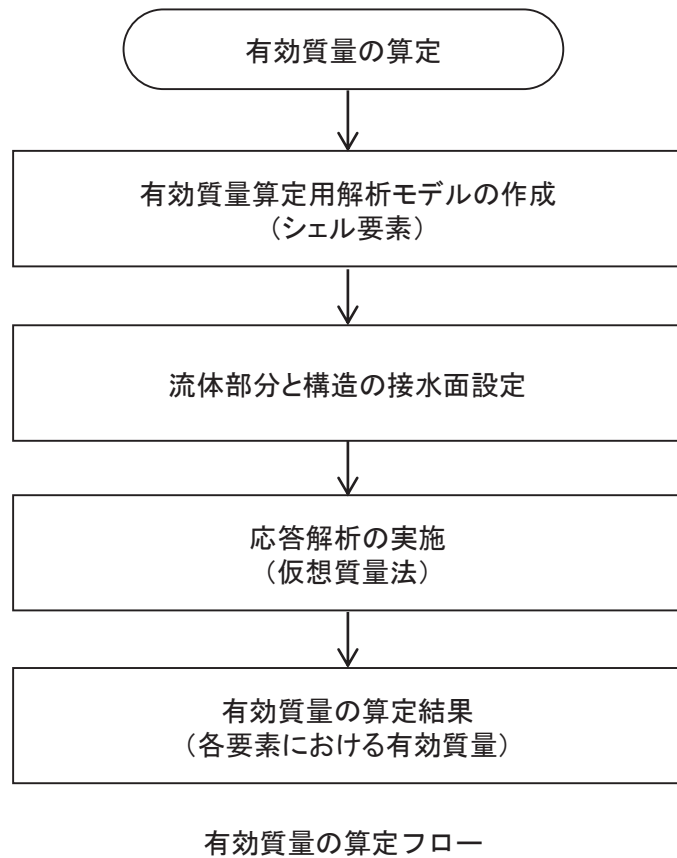 有効質量の算定
有効質量算定用解析モデルの作成
（シェル要素）
流体部分と構造の接水面設定
応答解析の実施
（仮想質量法）
有効質量の算定結果
（各要素における有効質量）
有効質量の算定フロー